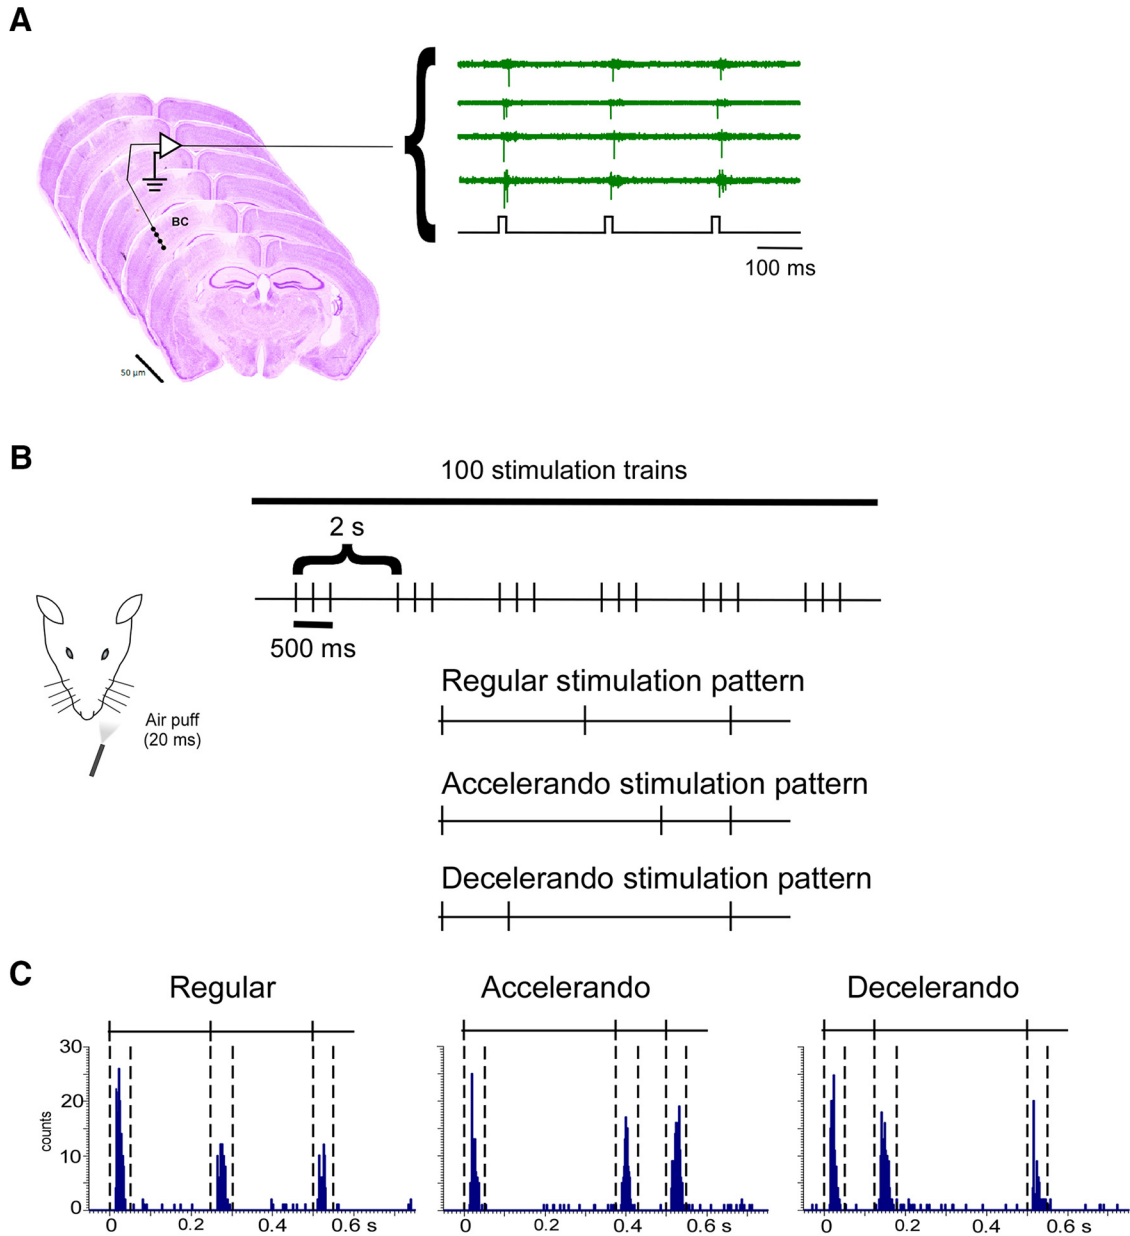 A
BC
50 µm
100 ms
B
100 stimulation trains
2 s
500 ms
Air puff
(20 ms)
Regular stimulation pattern
Accelerando stimulation pattern
Decelerando stimulation pattern
C
Regular Accelerando Decelerando
30
20
counts
10
0
0 0.2 0.4 0.6 s 0 0.2 0.4 0.6 s 0 0.2 0.4 0.6 s